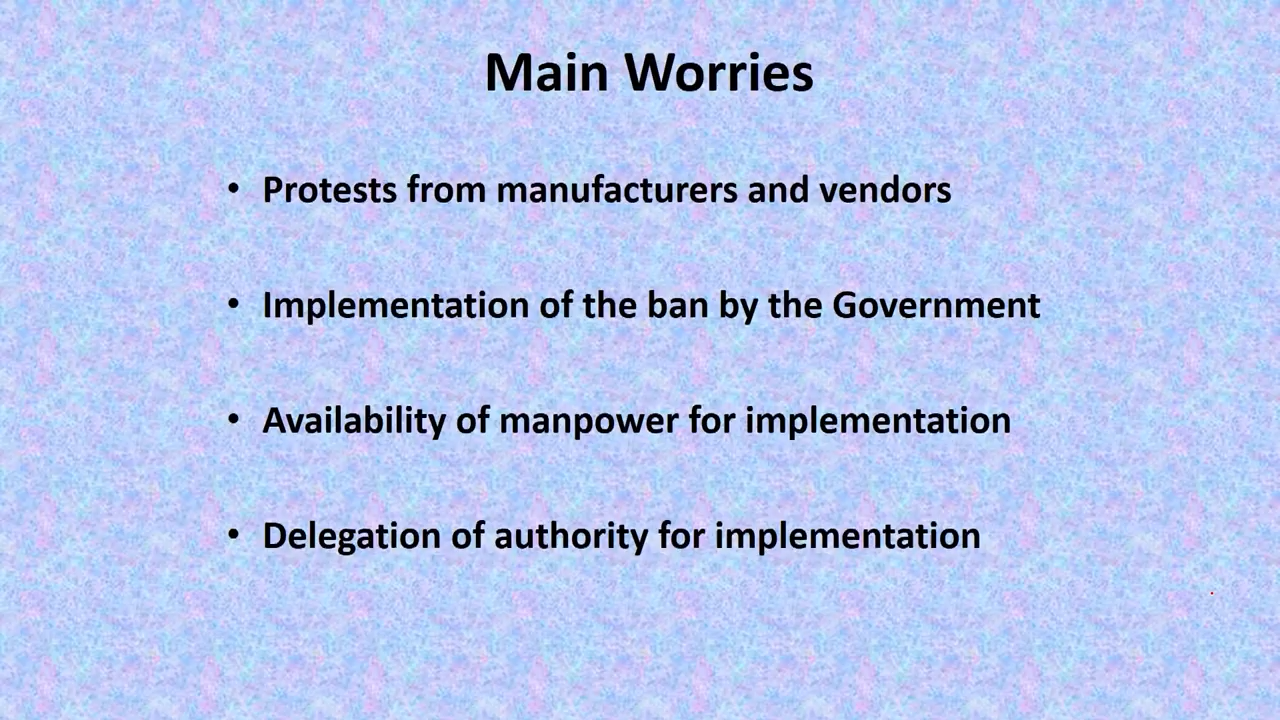 Main Worries
• Protests from manufacturers and vendors
• Implementation of the ban by the Government
• Availability of manpower for implementation
• Delegation of authority for implementation